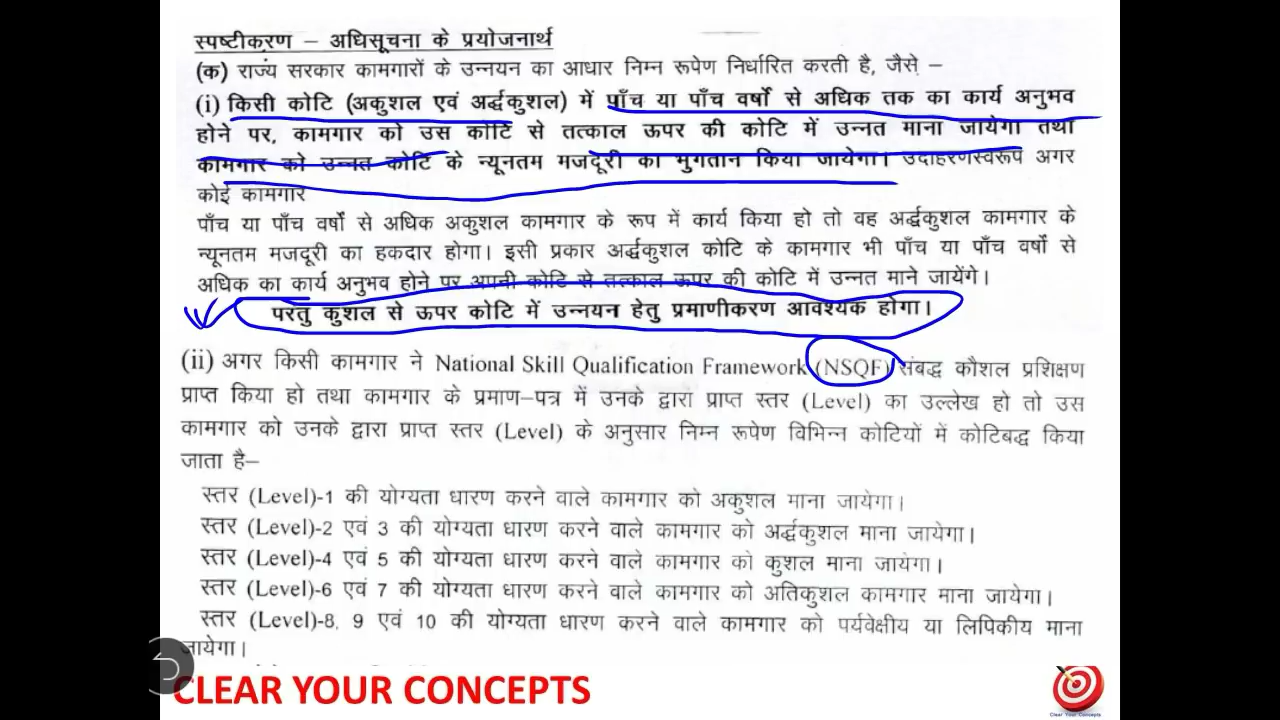 स्पष्टीकरण – अधिसूचना के प्रयोजनार्थ
(क) राज्य सरकार कामगारों के उन्नयन का आधार निम्न रूपेण निर्धारित करती है, जैसे –
(i) किसी कोटि (अकुशल एवं अर्द्धकुशल) में पाँच या पाँच वर्षो से अधिक तक का कार्य अनुभव
होने पर, कामगार को उस कोटि से तत्काल ऊपर की कोटि में उन्नत माना जायेगा तथा
कामगार को उन्नत कोटि के न्यूनतम मजदूरी का भुगतान किया जायेगा। उदाहरणस्वरूप अगर
कोई कामगार
पाँच या पाँच वर्षो से अधिक अकुशल कामगार के रूप में कार्य किया हो तो वह अर्द्धकुशल कामगार के
न्यूनतम मजदूरी का हकदार होगा। इसी प्रकार अर्द्धकुशल कोटि के कामगार भी पाँच या पाँच वर्षो से
अधिक का कार्य अनुभव होने पर अपनी कोटि से तत्काल ऊपर की कोटि में उन्नत माने जायेंगे।
परंतु कुशल से ऊपर कोटि में उन्नयन हेतु प्रमाणीकरण आवश्यक होगा।
(ii) अगर किसी कामगार ने National Skill Qualification Framework (NSQF) संबद्ध कौशल प्रशिक्षण
प्राप्त किया हो तथा कामगार के प्रमाण–पत्र में उनके द्वारा प्राप्त स्तर (Level) का उल्लेख हो तो उस
कामगार को उनके द्वारा प्राप्त स्तर (Level) के अनुसार निम्न रूपेण विभिन्न कोटियों में कोटिबद्ध किया
जाता है–
स्तर (Level)-1 की योग्यता धारण करने वाले कामगार को अकुशल माना जायेगा।
स्तर (Level)-2 एवं 3 की योग्यता धारण करने वाले कामगार को अर्द्धकुशल माना जायेगा।
स्तर (Level)-4 एवं 5 की योग्यता धारण करने वाले कामगार को कुशल माना जायेगा।
स्तर (Level)-6 एवं 7 की योग्यता धारण करने वाले कामगार को अतिकुशल कामगार माना जायेगा।
स्तर (Level)-8, 9 एवं 10 की योग्यता धारण करने वाले कामगार को पर्यवेक्षीय या लिपिकीय माना
जायेगा।
CLEAR YOUR CONCEPTS
Clear Your Concepts